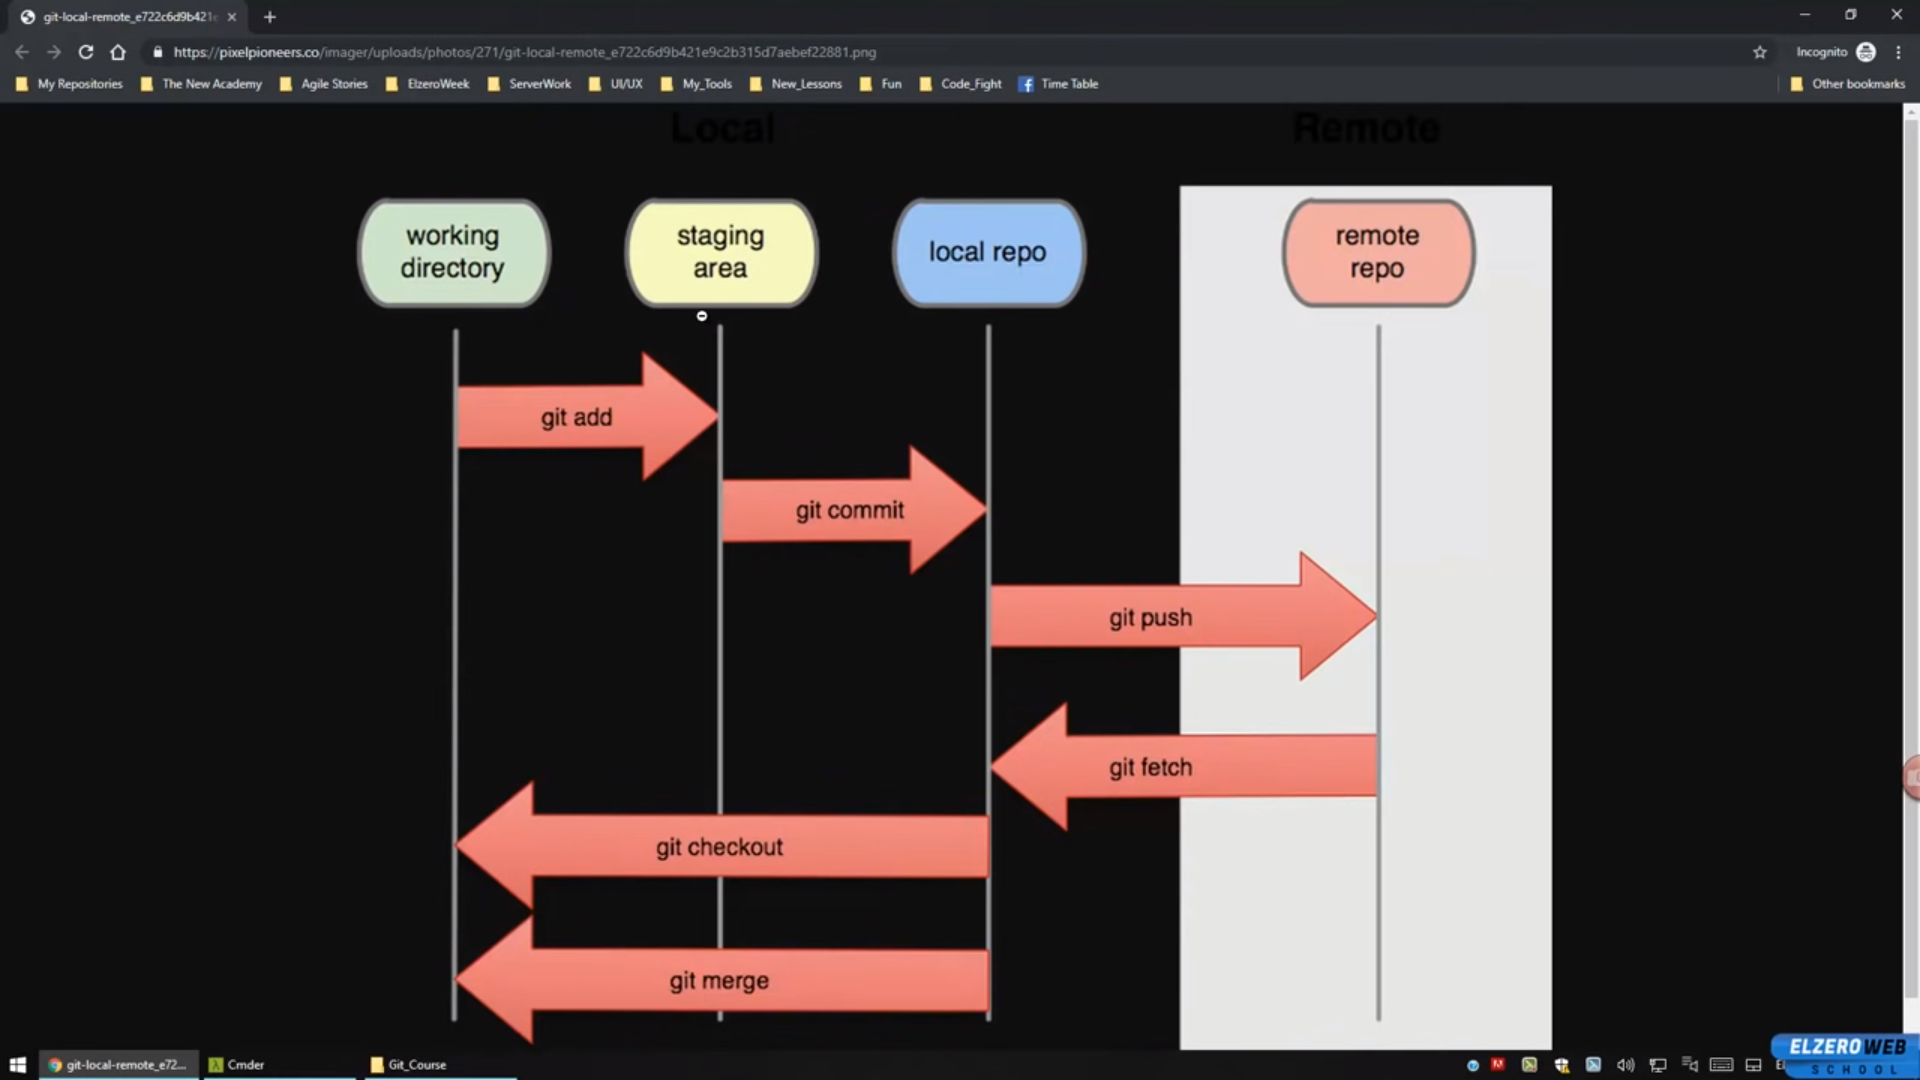 git-local-remote_e722c6d9b421e
https://pixelpioneers.co/imager/uploads/photos/271/git-local-remote_e722c6d9b421e9c2b315d7aebef22881.png
Incognito
My Repositories
The New Academy
Agile Stories
ElzeroWeek
ServerWork
UI/UX
My_Tools
New_Lessons
Fun
Code_Fight
Time Table
Other bookmarks
Local
Remote
working
directory
staging
area
local repo
remote
repo
git add
git commit
git push
git fetch
git checkout
git merge
git-local-remote_e72...
Cmder
Git_Course
ELZEROWEB
SCHOOL